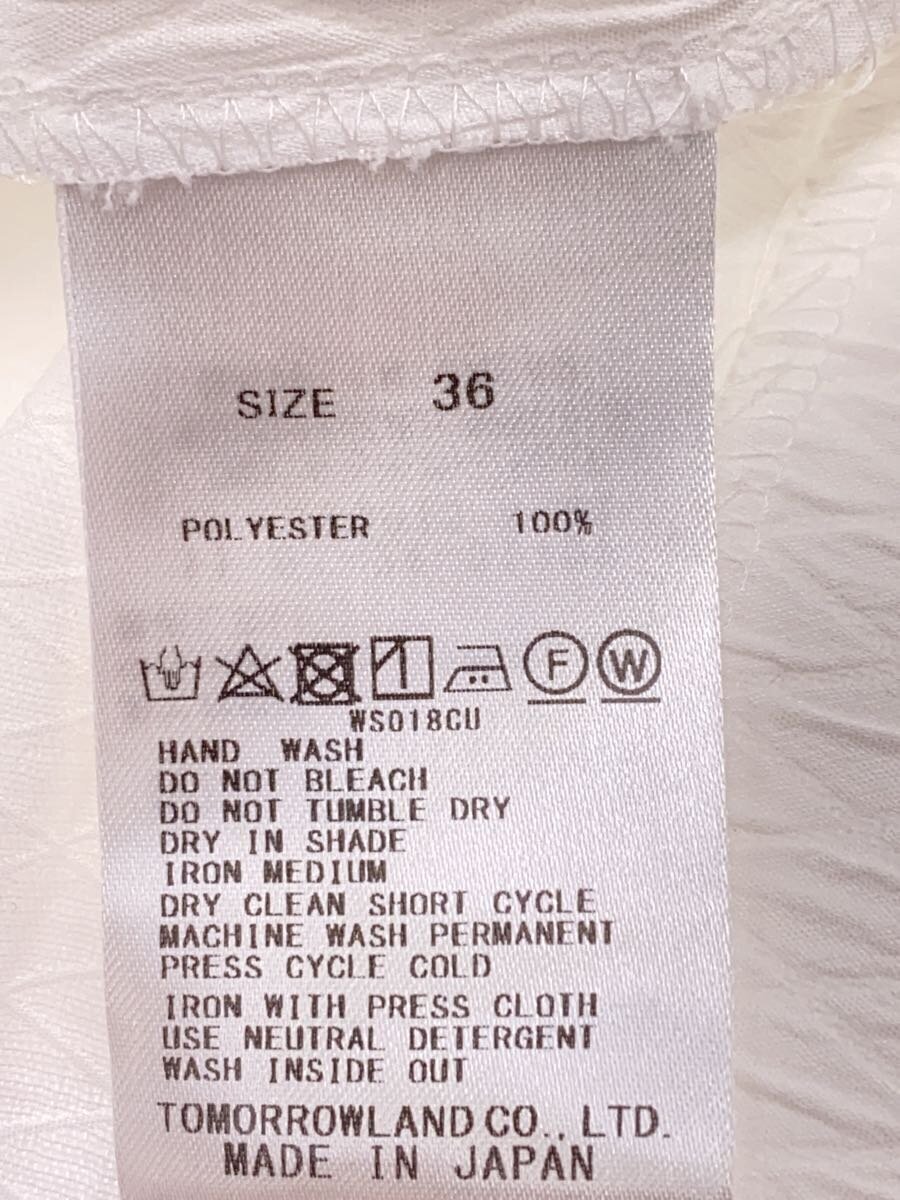 SIZE 36
POLYESTER 100%
F W
WS018CU
HAND WASH
DO NOT BLEACH
DO NOT TUMBLE DRY
DRY IN SHADE
IRON MEDIUM
DRY CLEAN SHORT CYCLE
MACHINE WASH PERMANENT
PRESS CYCLE COLD
IRON WITH PRESS CLOTH
USE NEUTRAL DETERGENT
WASH INSIDE OUT
TOMORROWLAND CO., LTD.
MADE IN JAPAN